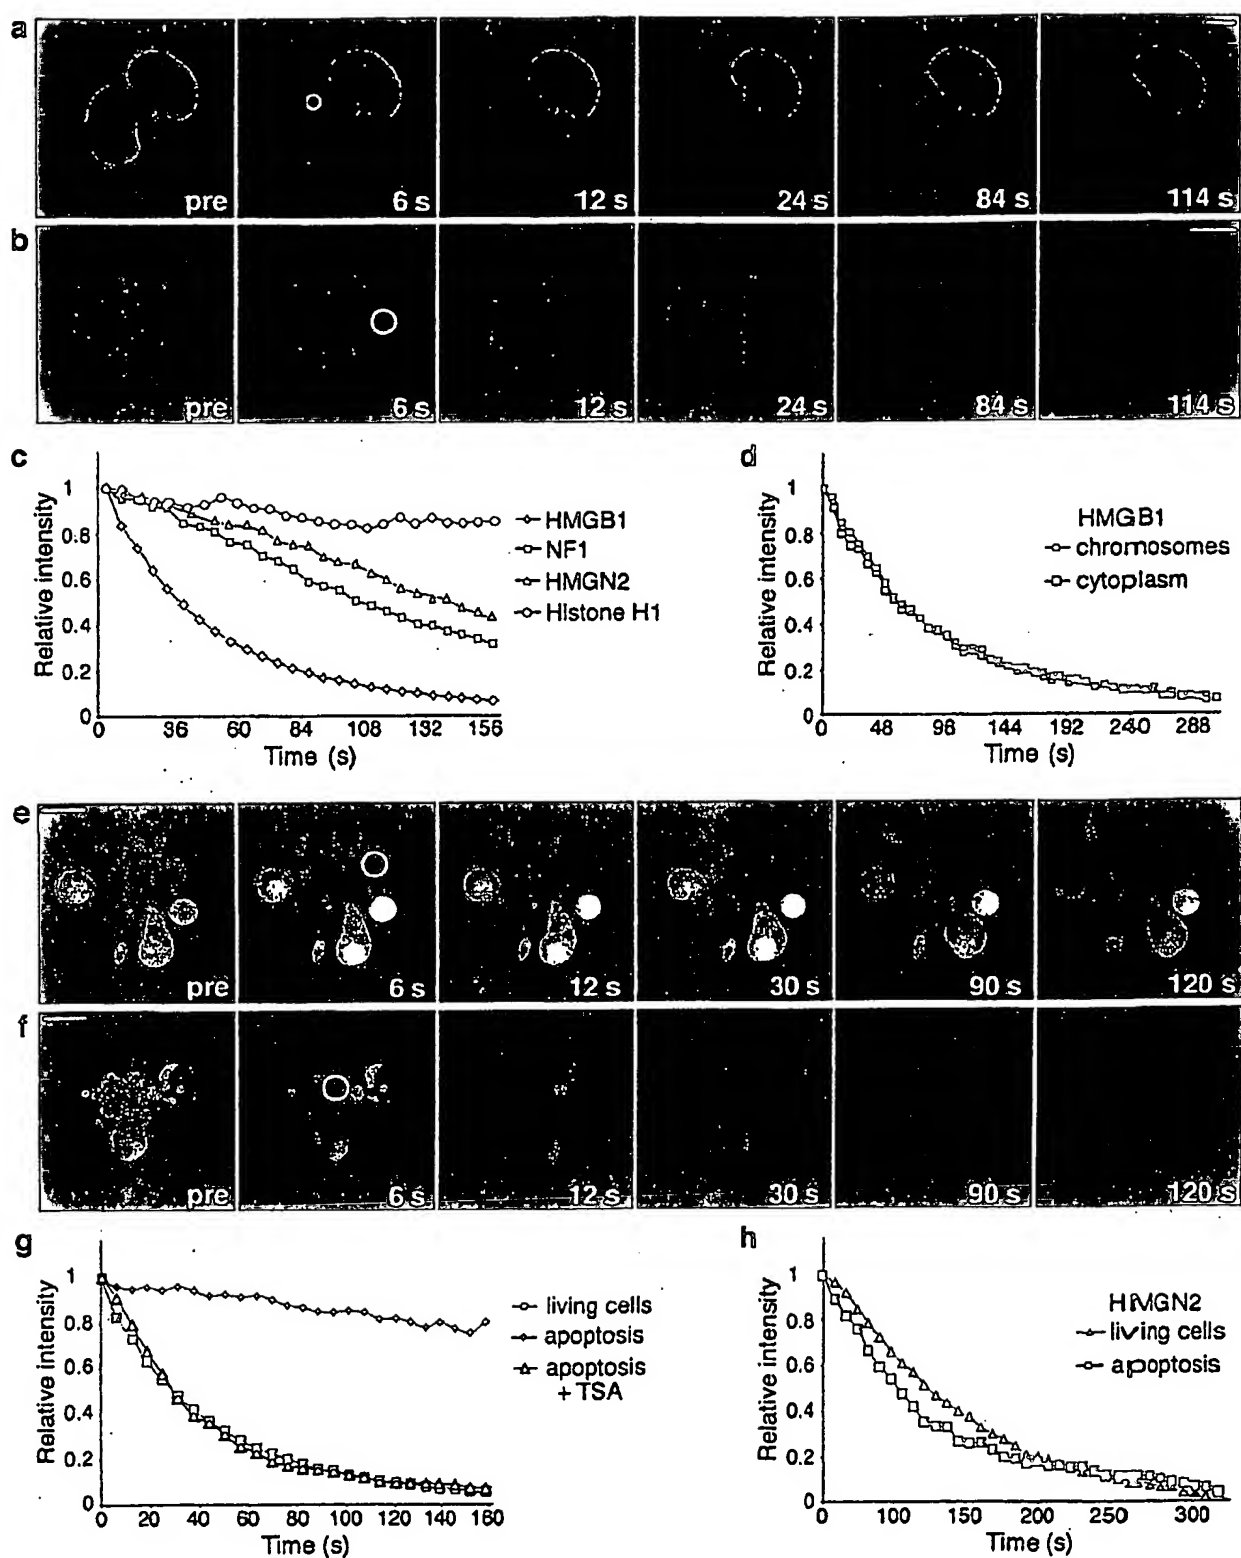 a
pre 6 s 12 s 24 s 84 s 114 s
b
pre 6 s 12 s 24 s 84 s 114 s
c
Relative intensity
1
0.8
0.6
0.4
0.2
0
0 36 60 84 108 132 156
Time (s)
HMGB1
NF1
HMGN2
Histone H1
d
Relative intensity
1
0.8
0.6
0.4
0.2
0
0 48 96 144 192 240 288
Time (s)
HMGB1
chromosomes
cytoplasm
e
pre 6 s 12 s 30 s 90 s 120 s
f
pre 6 s 12 s 30 s 90 s 120 s
g
Relative intensity
1
0.8
0.6
0.4
0.2
0
0 20 40 60 80 100 120 140 160
Time (s)
living cells
apoptosis
apoptosis
+ TSA
h
Relative intensity
1
0.8
0.6
0.4
0.2
0
0 100 150 200 250 300
Time (s)
HMGN2
living cells
apoptosis